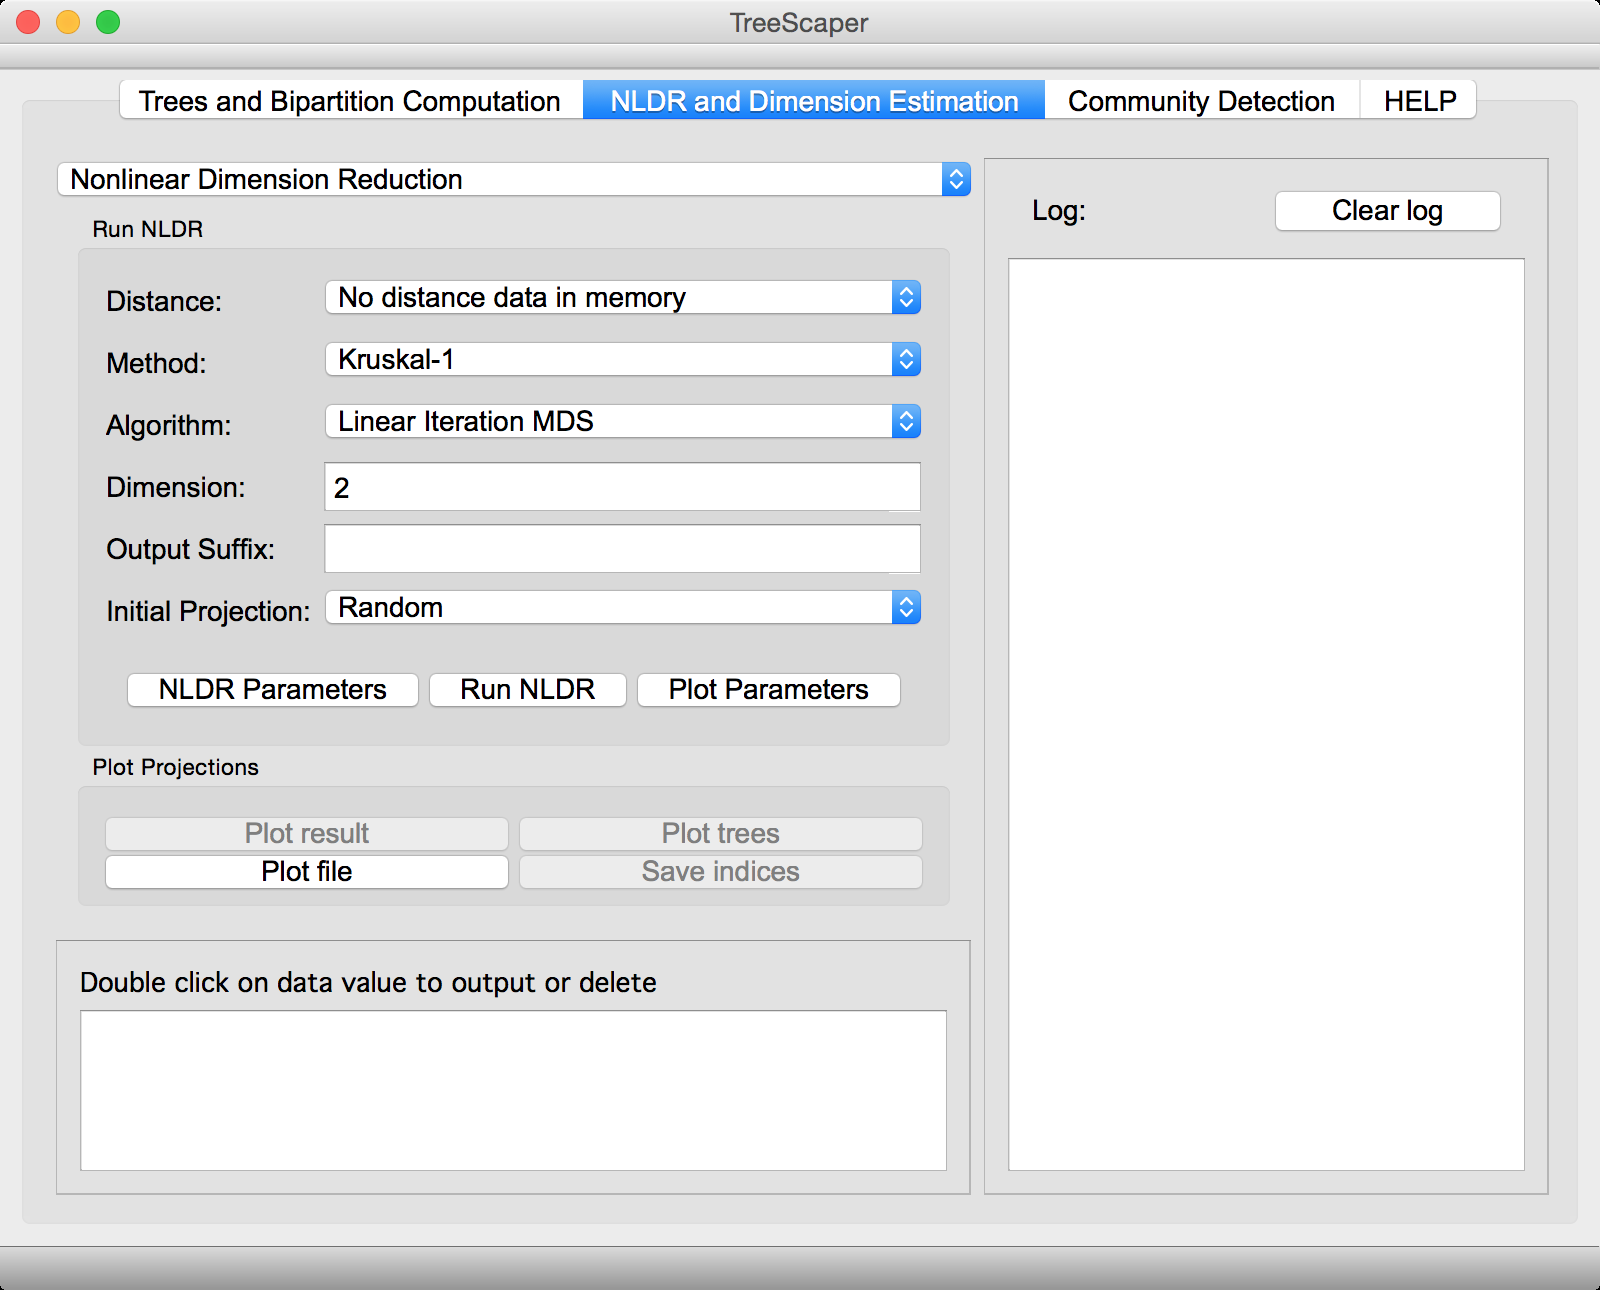 TreeScaper
Trees and Bipartition Computation
NLDR and Dimension Estimation
Community Detection
HELP
Nonlinear Dimension Reduction
Run NLDR
Distance:
No distance data in memory
Method:
Kruskal-1
Algorithm:
Linear Iteration MDS
Dimension:
2
Output Suffix:
Initial Projection:
Random
NLDR Parameters
Run NLDR
Plot Parameters
Plot Projections
Plot result
Plot trees
Plot file
Save indices
Double click on data value to output or delete
Log:
Clear log